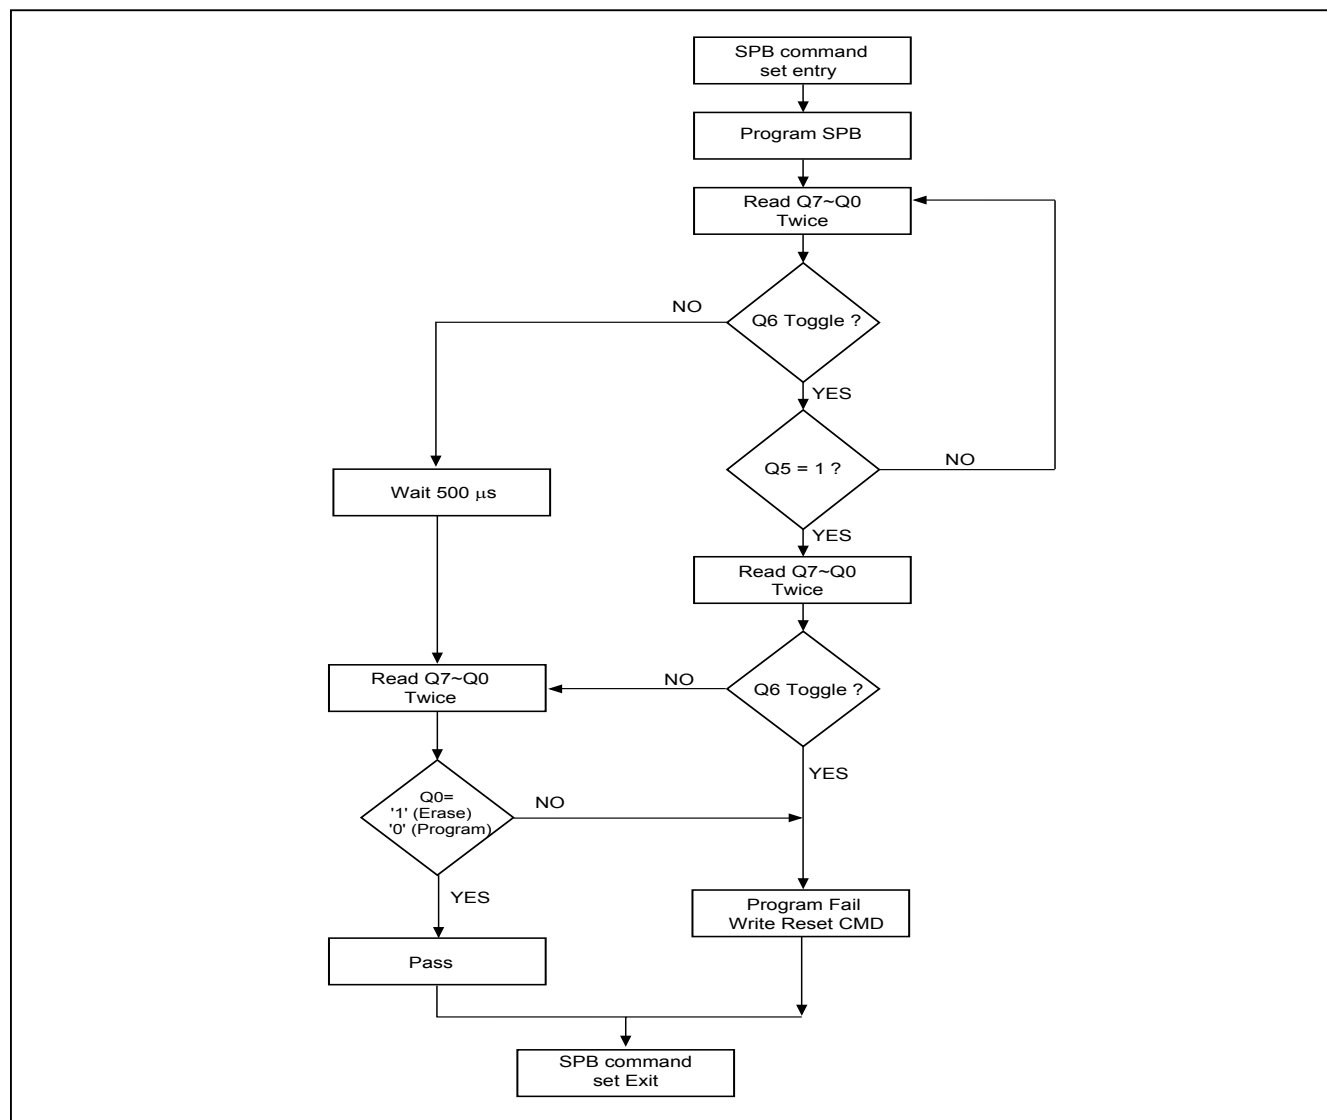 SPB command
set entry
Program SPB
Read Q7~Q0
Twice
NO
Q6 Toggle ?
YES
Q5 = 1 ?
NO
Wait 500 μs
YES
Read Q7~Q0
Twice
Read Q7~Q0
Twice
NO
Q6 Toggle ?
YES
Q0=
'1' (Erase)
'0' (Program)
NO
YES
Program Fail
Write Reset CMD
Pass
SPB command
set Exit